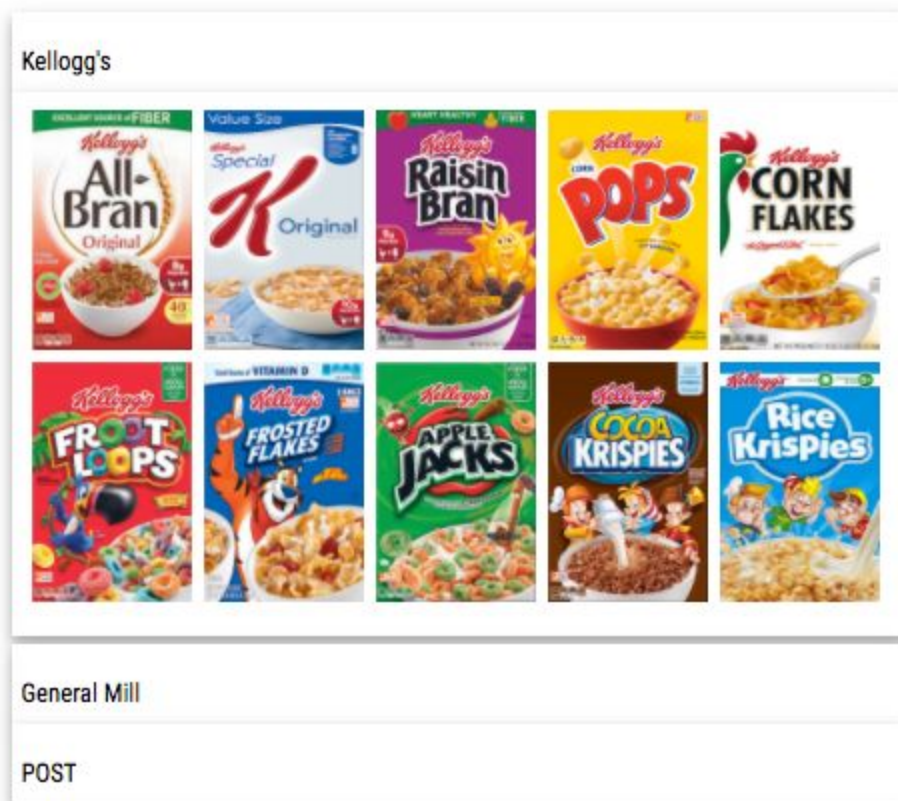 Kellogg's
EXCELLENT SOURCE of FIBER
Kellogg's
All-
Bran
Original
Value Size
Kellogg's
Special
K
Original
HEART HEALTHY
FIBER
Kellogg's
Raisin
Bran
Kellogg's
CORN
POPS
Kellogg's
CORN
FLAKES
Kellogg's
FROOT
LOOPS
VITAMIN D
Kellogg's
FROSTED
FLAKES
Kellogg's
APPLE
JACKS
Kellogg's
COCOA
KRISPIES
Kellogg's
Rice
Krispies
General Mill
POST